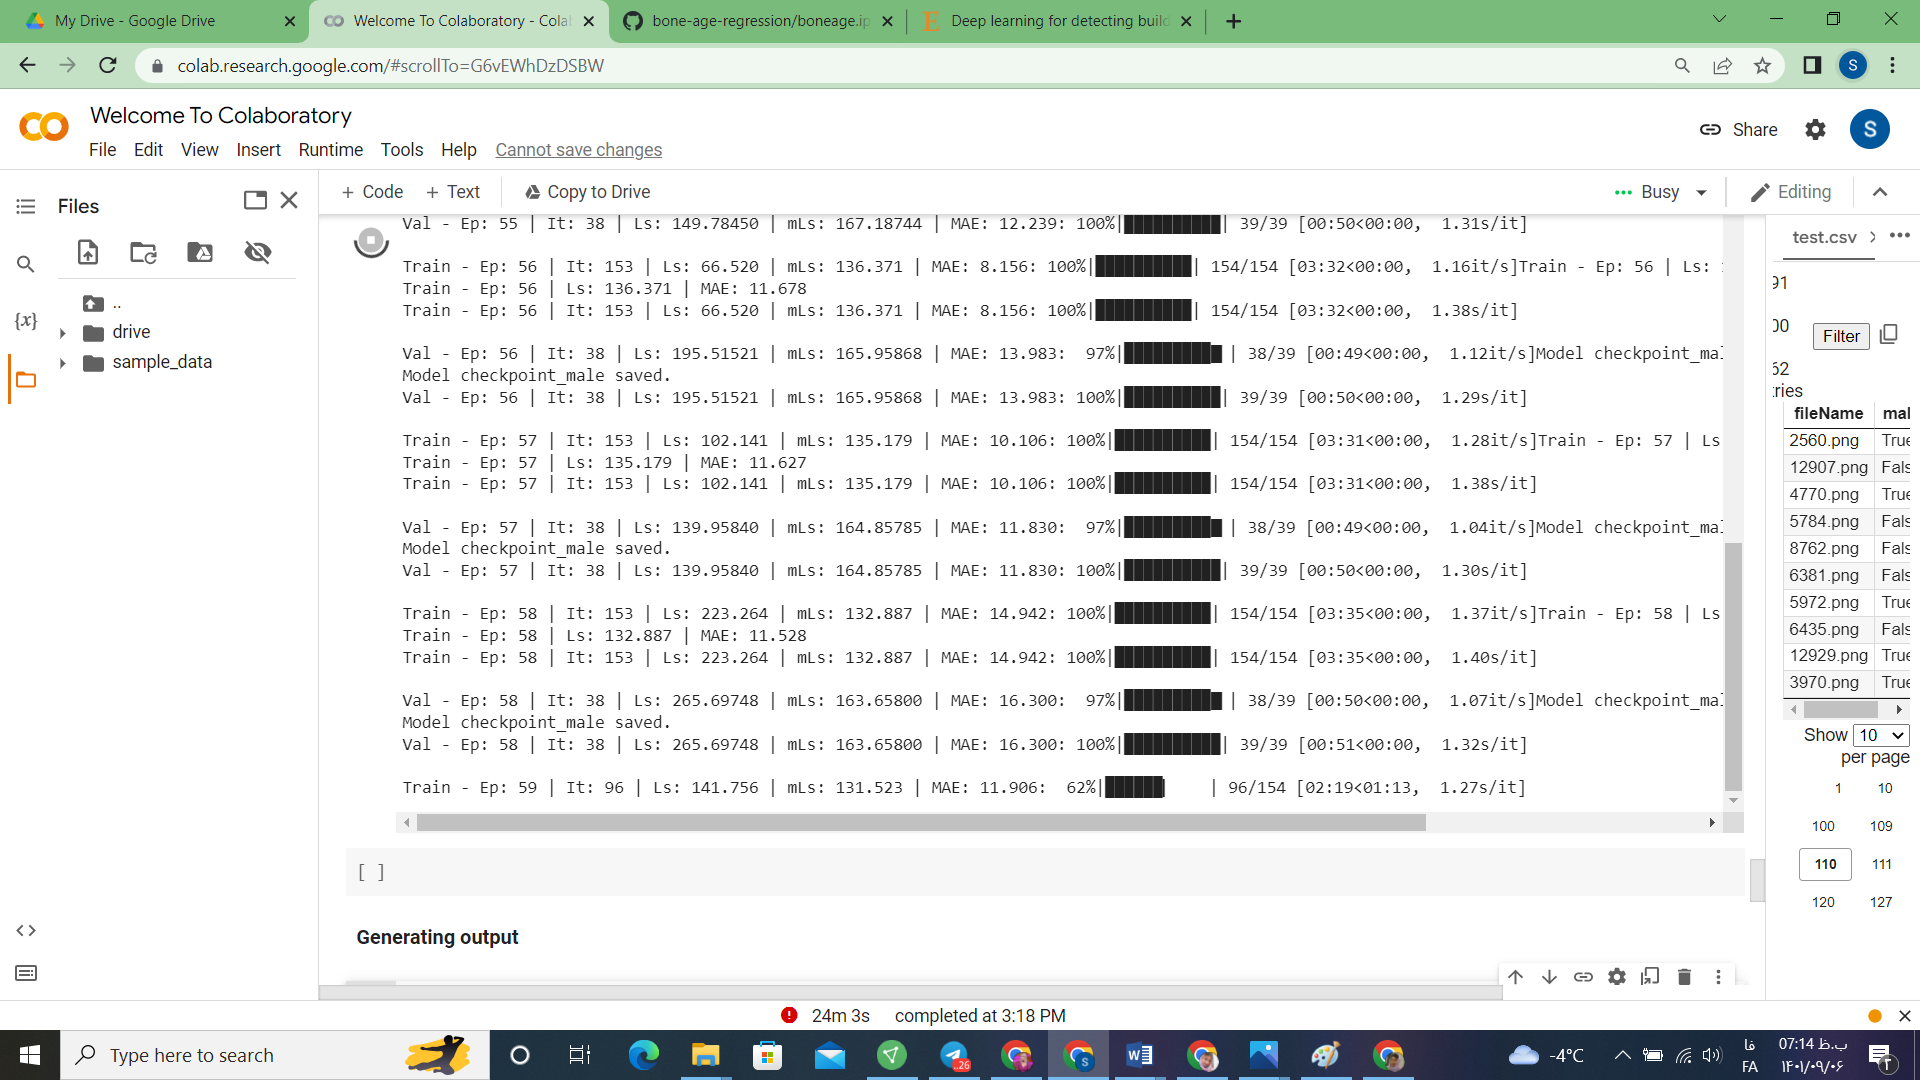 My Drive - Google Drive
Welcome To Colaboratory - Cola
bone-age-regression/boneage.ip
Deep learning for detecting build
colab.research.google.com/#scrollTo=G6vEWhDzDSBW
S
Welcome To Colaboratory
File Edit View Insert Runtime Tools Help Cannot save changes
Share
S
Files
+ Code + Text Copy to Drive
Busy
Editing
..
drive
sample_data
{x}
Val - Ep: 55 | It: 38 | Ls: 149.78450 | mLs: 167.18744 | MAE: 12.239: 100%|██████████| 39/39 [00:50<00:00, 1.31s/it]
Train - Ep: 56 | It: 153 | Ls: 66.520 | mLs: 136.371 | MAE: 8.156: 100%|██████████| 154/154 [03:32<00:00, 1.16it/s]Train - Ep: 56 | Ls:
Train - Ep: 56 | Ls: 136.371 | MAE: 11.678
Train - Ep: 56 | It: 153 | Ls: 66.520 | mLs: 136.371 | MAE: 8.156: 100%|██████████| 154/154 [03:32<00:00, 1.38s/it]
Val - Ep: 56 | It: 38 | Ls: 195.51521 | mLs: 165.95868 | MAE: 13.983: 97%|█████████▋| 38/39 [00:49<00:00, 1.12it/s]Model checkpoint_mal
Model checkpoint_male saved.
Val - Ep: 56 | It: 38 | Ls: 195.51521 | mLs: 165.95868 | MAE: 13.983: 100%|██████████| 39/39 [00:50<00:00, 1.29s/it]
Train - Ep: 57 | It: 153 | Ls: 102.141 | mLs: 135.179 | MAE: 10.106: 100%|██████████| 154/154 [03:31<00:00, 1.28it/s]Train - Ep: 57 | Ls
Train - Ep: 57 | Ls: 135.179 | MAE: 11.627
Train - Ep: 57 | It: 153 | Ls: 102.141 | mLs: 135.179 | MAE: 10.106: 100%|██████████| 154/154 [03:31<00:00, 1.38s/it]
Val - Ep: 57 | It: 38 | Ls: 139.95840 | mLs: 164.85785 | MAE: 11.830: 97%|█████████▋| 38/39 [00:49<00:00, 1.04it/s]Model checkpoint_mal
Model checkpoint_male saved.
Val - Ep: 57 | It: 38 | Ls: 139.95840 | mLs: 164.85785 | MAE: 11.830: 100%|██████████| 39/39 [00:50<00:00, 1.30s/it]
Train - Ep: 58 | It: 153 | Ls: 223.264 | mLs: 132.887 | MAE: 14.942: 100%|██████████| 154/154 [03:35<00:00, 1.37it/s]Train - Ep: 58 | Ls
Train - Ep: 58 | Ls: 132.887 | MAE: 11.528
Train - Ep: 58 | It: 153 | Ls: 223.264 | mLs: 132.887 | MAE: 14.942: 100%|██████████| 154/154 [03:35<00:00, 1.40s/it]
Val - Ep: 58 | It: 38 | Ls: 265.69748 | mLs: 163.65800 | MAE: 16.300: 97%|█████████▋| 38/39 [00:50<00:00, 1.07it/s]Model checkpoint_mal
Model checkpoint_male saved.
Val - Ep: 58 | It: 38 | Ls: 265.69748 | mLs: 163.65800 | MAE: 16.300: 100%|██████████| 39/39 [00:51<00:00, 1.32s/it]
Train - Ep: 59 | It: 96 | Ls: 141.756 | mLs: 131.523 | MAE: 11.906: 62%|██████▏ | 96/154 [02:19<01:13, 1.27s/it]
[ ]
Generating output
test.csv
91
00
62
ries
Filter
fileName mal
2560.png True
12907.png Fals
4770.png True
5784.png Fals
8762.png Fals
6381.png Fals
5972.png True
6435.png Fals
12929.png True
3970.png True
Show 10
per page
1 10
100 109
110 111
120 127
24m 3s completed at 3:18 PM
Type here to search
..26
-4°C
فا
FA
07:14 ب.ظ
۱۴۰۱/۰۹/۰۶
۲